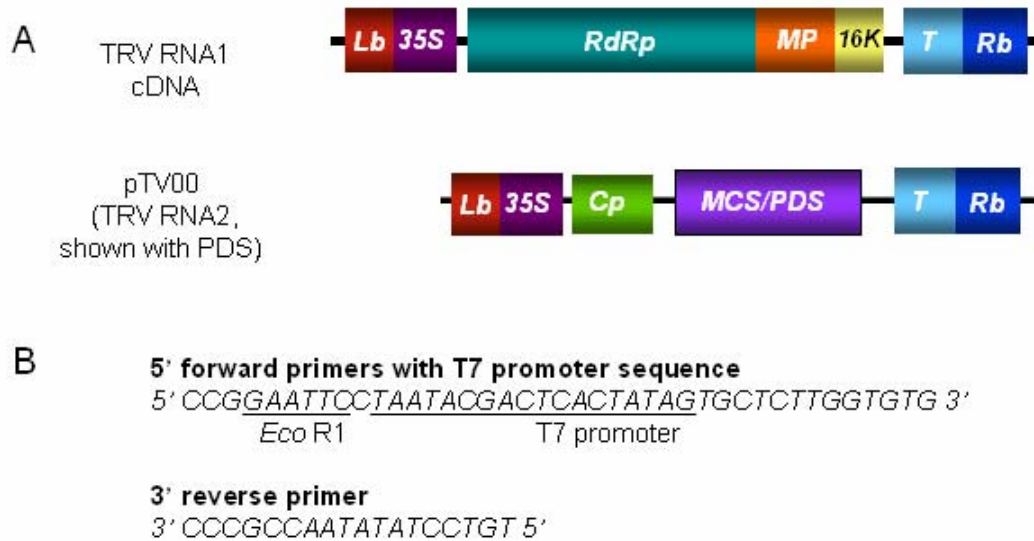 A
TRV RNA1
cDNA
Lb 35S RdRp MP 16K T Rb
pTV00
(TRV RNA2,
shown with PDS)
Lb 35S Cp MCS/PDS T Rb
B
5’ forward primers with T7 promoter sequence
5’ CCGGAATTCCTAATACGACTCACTATAGTGCTCTTGGTGTG 3’
Eco R1 T7 promoter
3’ reverse primer
3’ CCCGCCAATATATCCTGT 5’